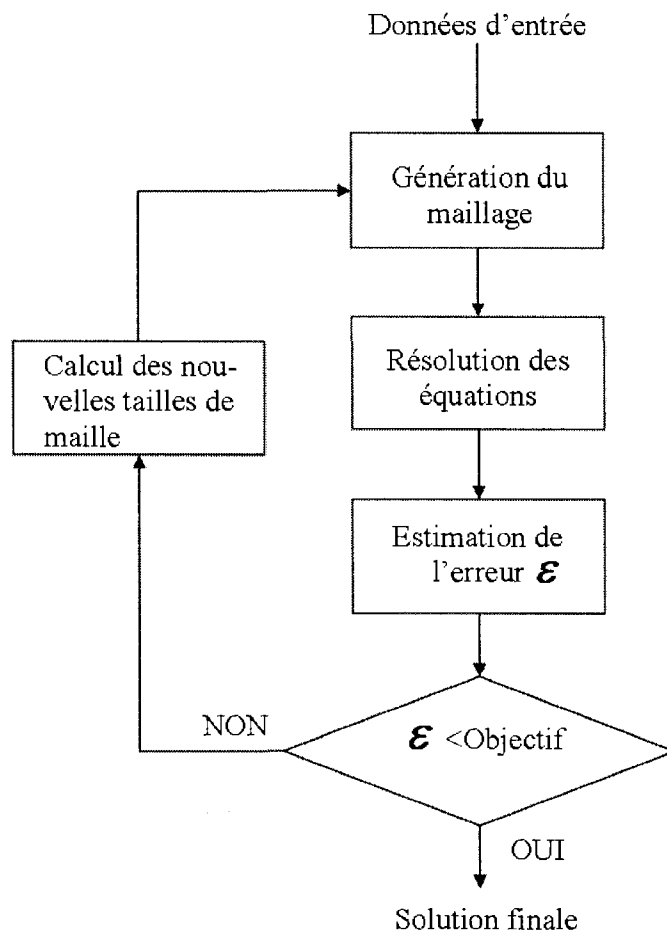 Données d'entrée
Génération du
maillage
Résolution des
équations
Calcul des nou-
velles tailles de
maille
Estimation de
l'erreur ε
NON
ε <Objectif
OUI
Solution finale